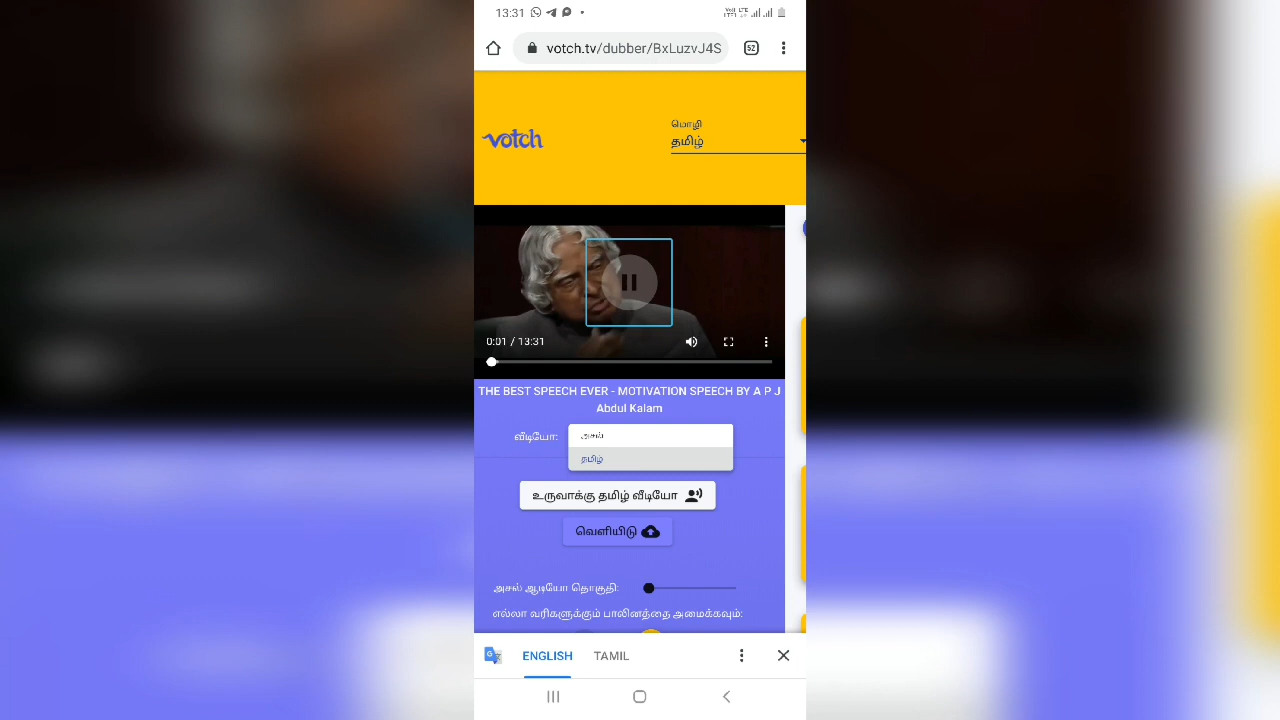 13:31
votch.tv/dubber/BxLuzvJ4S
52
votch
மொழி
தமிழ்
0:01 / 13:31
THE BEST SPEECH EVER - MOTIVATION SPEECH BY A P J
Abdul Kalam
வீடியோ:
அசல்
தமிழ்
உருவாக்கு தமிழ் வீடியோ
வெளியிடு
அசல் ஆடியோ தொகுதி:
எல்லா வரிகளுக்கும் பாலினத்தை அமைக்கவும்:
ENGLISH
TAMIL